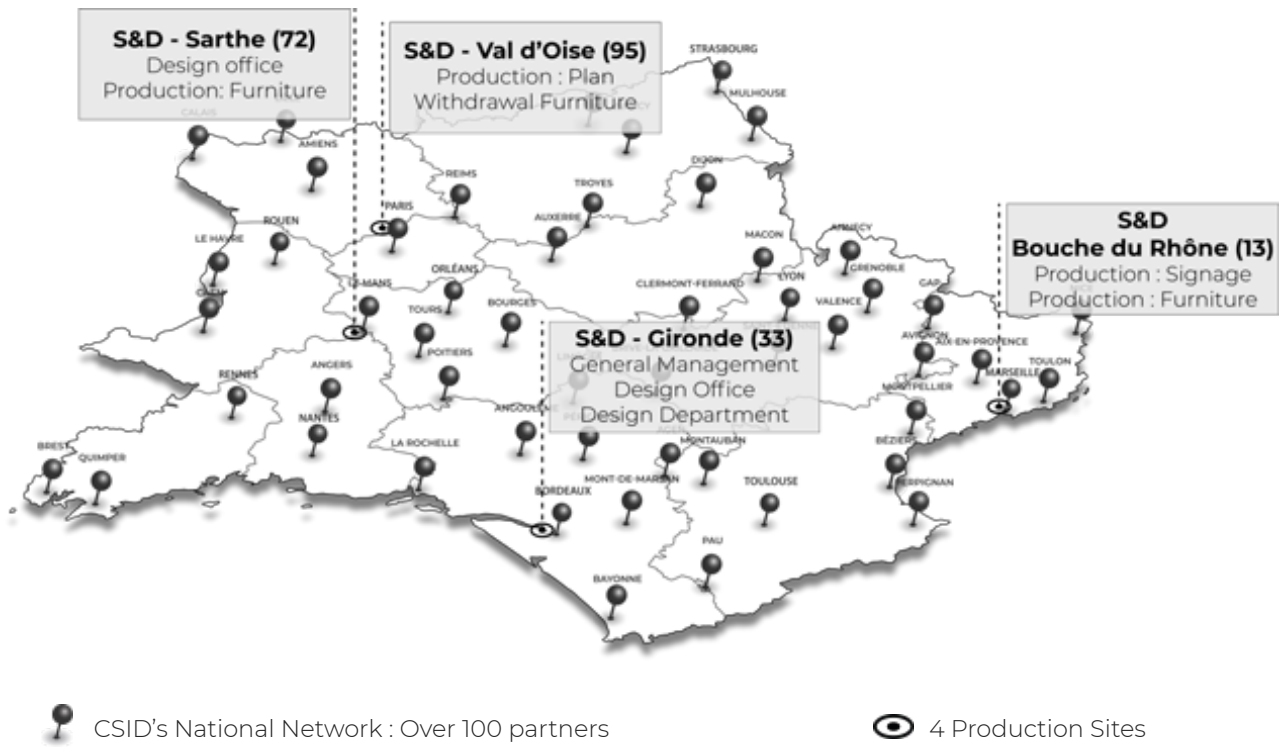 S&D - Sarthe (72)
Design office
Production: Furniture
S&D - Val d'Oise (95)
Production : Plan
Withdrawal Furniture
STRASBOURG
MULHOUSE
CALAIS
AMIENS
DIJON
REIMS
TROYES
PARIS
AUXERRE
ROUEN
LE HAVRE
CAEN
S&D
Bouche du Rhône (13)
Production : Signage
Production : Furniture
MACON
ANNECY
GRENOBLE
LYON
CLERMONT-FERRAND
VALENCE
GAP
NICE
ORLÉANS
LE MANS
TOURS
BOURGES
POITIERS
AVIGNON
AIX-EN-PROVENCE
MARSEILLE
TOULON
MONTPELLIER
S&D - Gironde (33)
General Management
Design Office
Design Department
RENNES
ANGERS
NANTES
ANGOULÊME
LA ROCHELLE
BREST
QUIMPER
AGEN
MONTAUBAN
MONT-DE-MARSAN
BORDEAUX
TOULOUSE
BÉZIERS
PERPIGNAN
PAU
BAYONNE
CSID's National Network : Over 100 partners
4 Production Sites